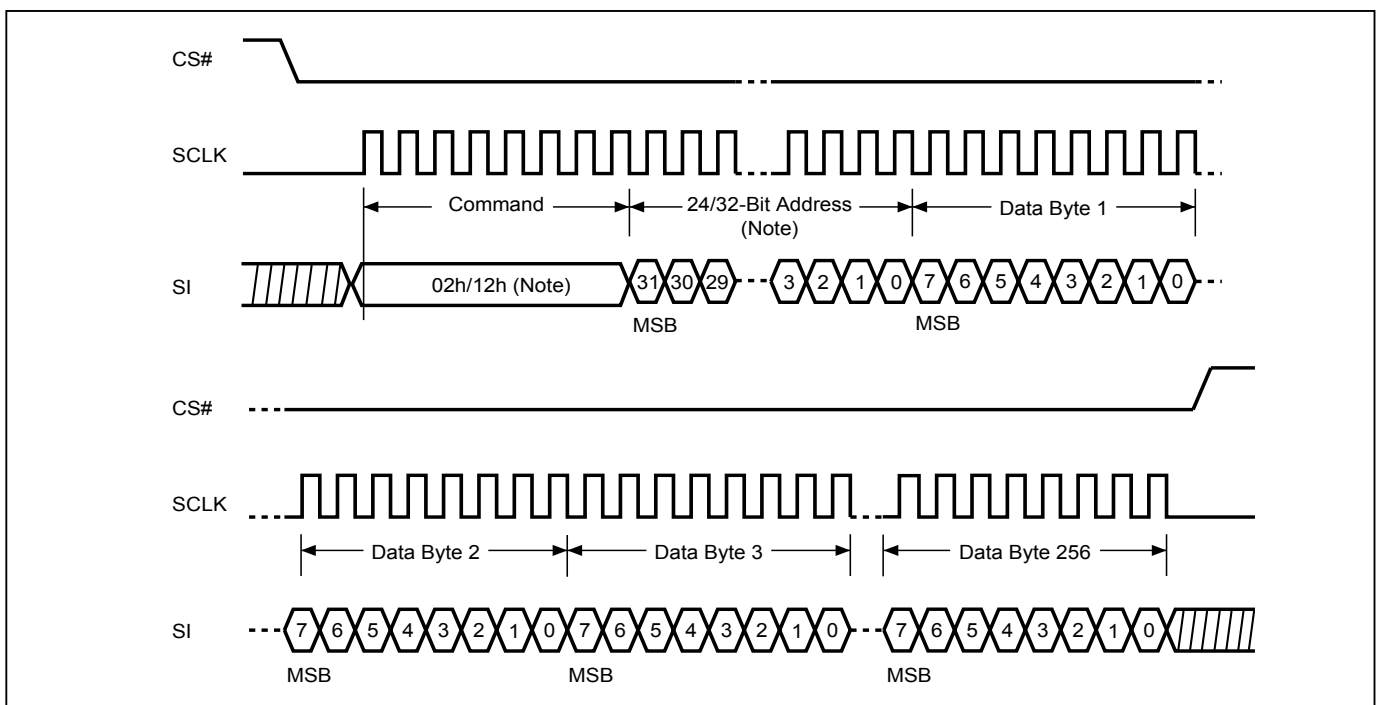 CS#
SCLK
Command
24/32-Bit Address
(Note)
Data Byte 1
SI
02h/12h (Note)
31 30 29
3 2 1 0 7 6 5 4 3 2 1 0
MSB
MSB
CS#
SCLK
Data Byte 2
Data Byte 3
Data Byte 256
SI
7 6 5 4 3 2 1 0 7 6 5 4 3 2 1 0
7 6 5 4 3 2 1 0
MSB
MSB
MSB